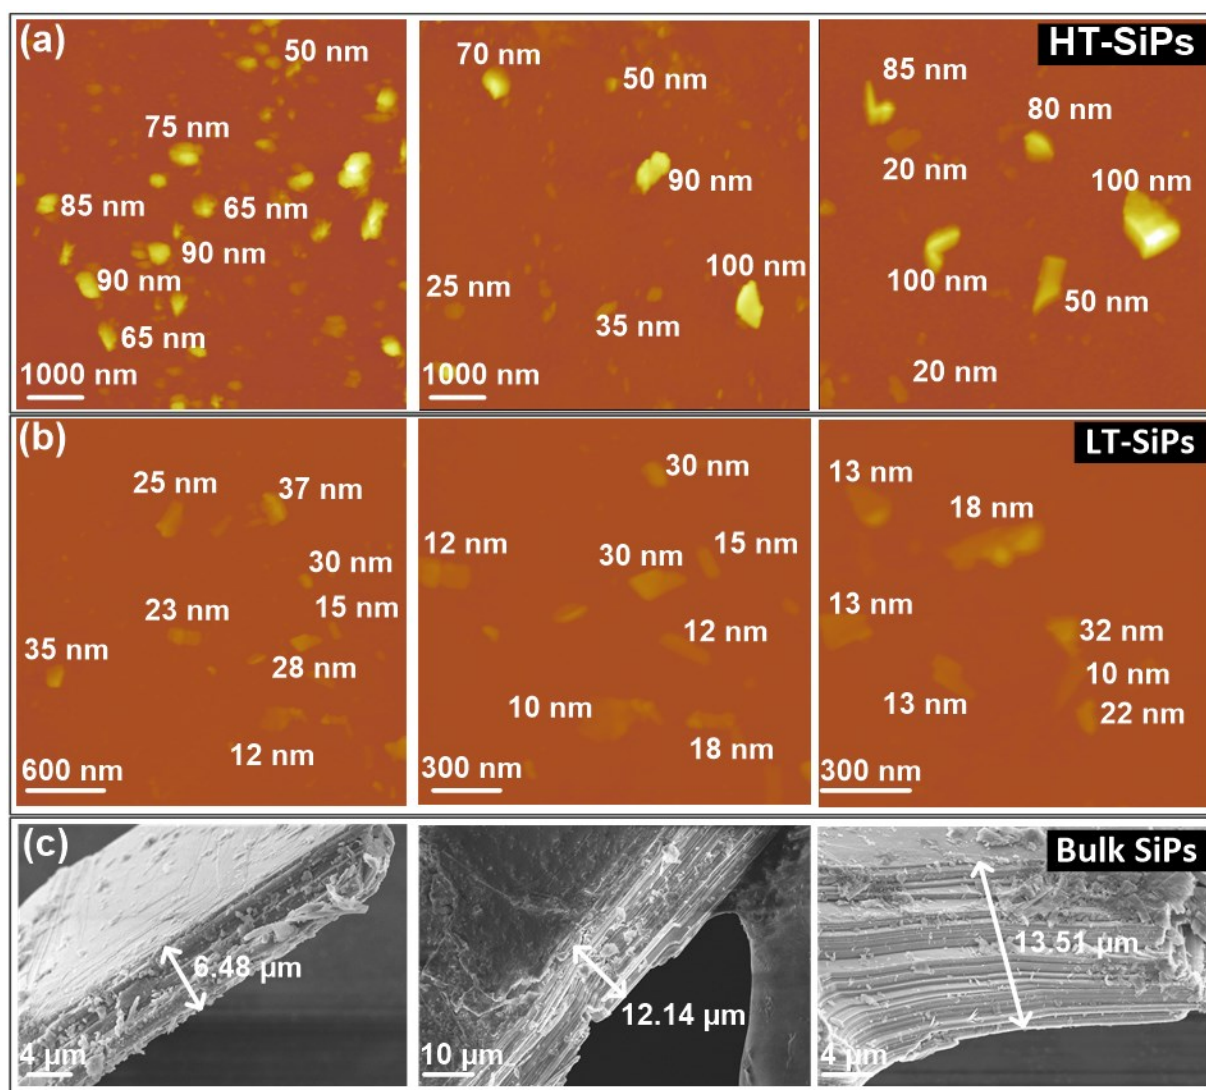 (a)
HT-SiPs
50 nm
75 nm
85 nm
65 nm
90 nm
90 nm
65 nm
1000 nm
70 nm
50 nm
90 nm
100 nm
25 nm
35 nm
1000 nm
85 nm
80 nm
20 nm
100 nm
100 nm
50 nm
20 nm
(b)
LT-SiPs
25 nm
37 nm
30 nm
23 nm
15 nm
35 nm
28 nm
12 nm
600 nm
30 nm
12 nm
15 nm
30 nm
12 nm
10 nm
18 nm
300 nm
13 nm
18 nm
13 nm
32 nm
10 nm
13 nm
22 nm
300 nm
(c)
Bulk SiPs
6.48 µm
4 µm
12.14 µm
10 µm
13.51 µm
4 µm